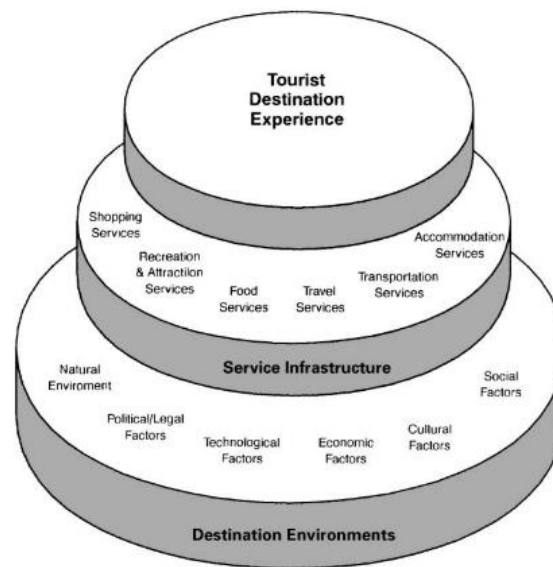 Tourist
Destination
Experience
Shopping
Services
Recreation
& Attractilon
Services
Food
Services
Travel
Services
Transportation
Services
Accommodation
Services
Service Infrastructure
Natural
Enviroment
Political/Legal
Factors
Technological
Factors
Economic
Factors
Cultural
Factors
Social
Factors
Destination Environments